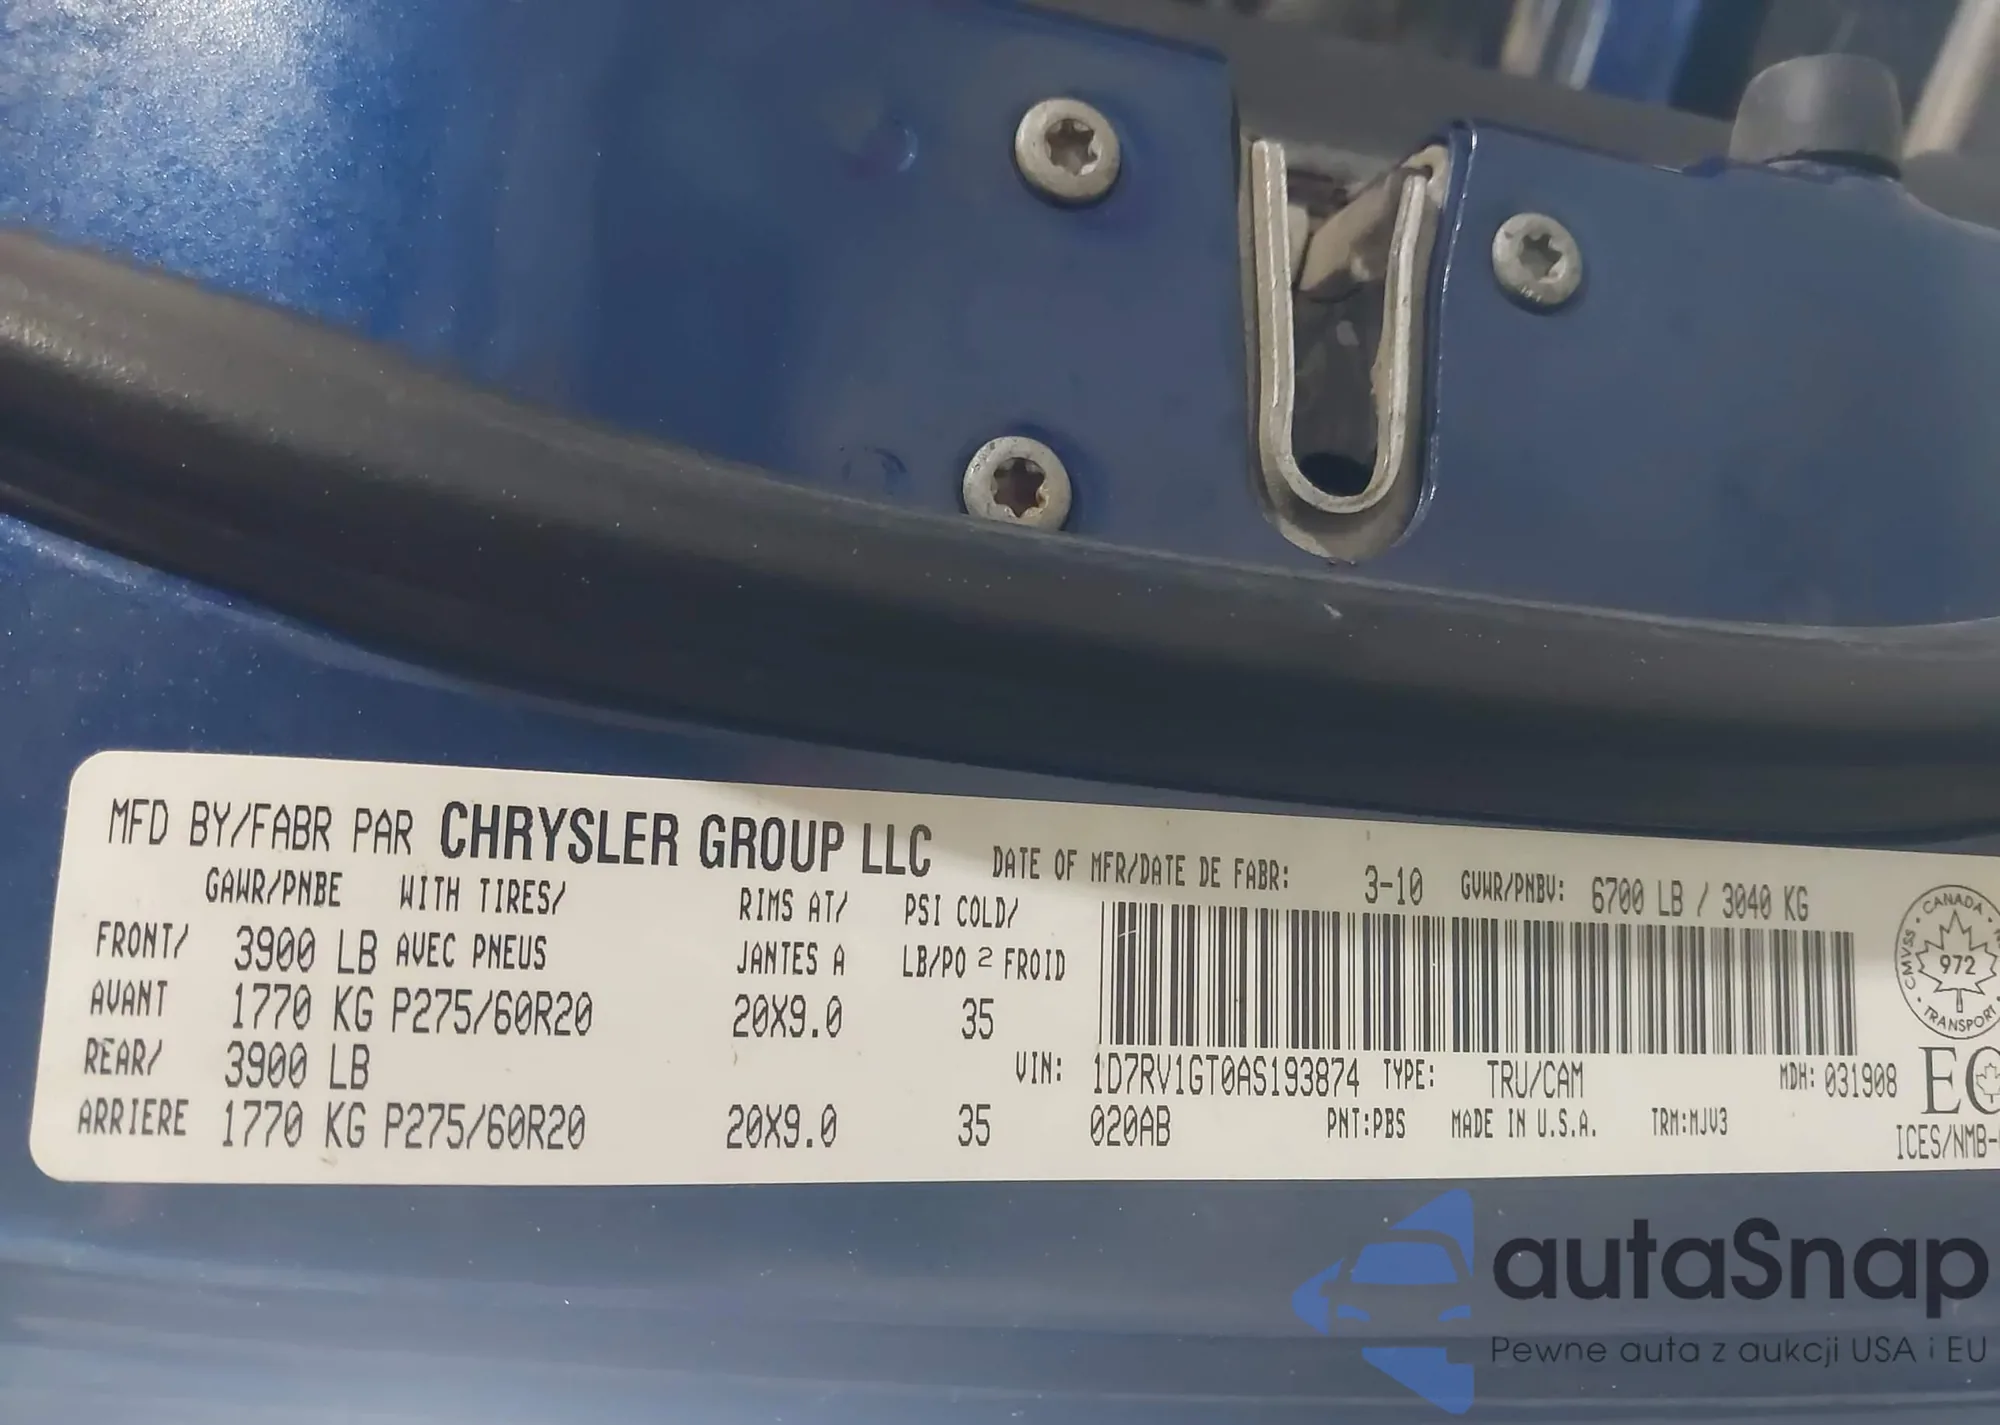 MFD BY/FABR PAR CHRYSLER GROUP LLC DATE OF MFR/DATE DE FABR: 3-10 GVWR/PNBV: 6700 LB / 3040 KG
GAWR/PNBE WITH TIRES/ RIMS AT/ PSI COLD/
FRONT/ 3900 LB AVEC PNEUS JANTES A LB/PO 2 FROID
AVANT 1770 KG P275/60R20 20X9.0 35
REAR/ 3900 LB VIN: 1D7RV1GT0AS193874 TYPE: TRU/CAM MDH: 031908
ARRIERE 1770 KG P275/60R20 20X9.0 35 020AB PNT:PBS MADE IN U.S.A. TRM:MJV3
CANADA
CMVSS
972
TRANSPORT
ICES/NMB-
autaSnap
Pewne auta z aukcji USA i EU